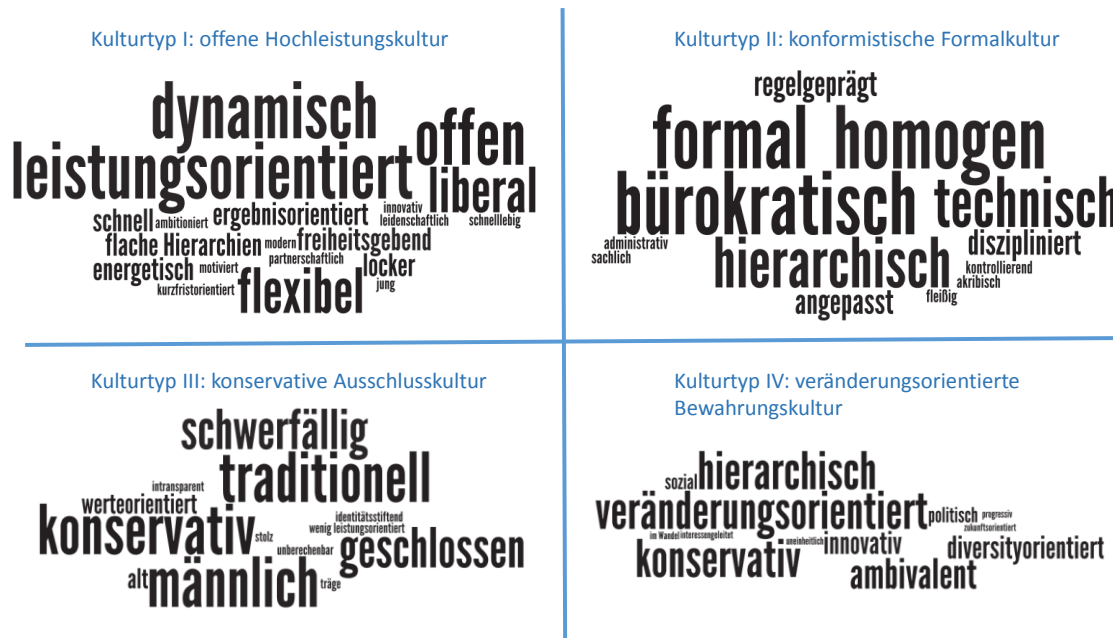 Kulturtyp I: offene Hochleistungskultur
dynamisch
offen
leistungsorientiert
liberal
schnell ambitioniert ergebnisorientiert innovativ leidenschaftlich schnelllebig
flache Hierarchien modern freiheitsgebend
partnerschaftlich
energetisch motiviert locker
kurzfristorientiert flexibel jung
Kulturtyp II: konformistische Formalkultur
regelgeprägt
formal homogen
bürokratisch technisch
administrativ diszipliniert
sachlich hierarchisch kontrollierend
akribisch
angepasst fleißig
Kulturtyp III: konservative Ausschlusskultur
schwerfällig
traditionell
intransparent
werteorientiert
identitätsstiftend
wenig leistungsorientiert
konservativ stolz
unberechenbar geschlossen
alt männlich träge
Kulturtyp IV: veränderungsorientierte
Bewahrungskultur
sozial hierarchisch
veränderungsorientiert politisch progressiv
zukunftsorientiert
im Wandel interessengeleitet uneinheitlich innovativ
konservativ diversityorientiert
ambivalent